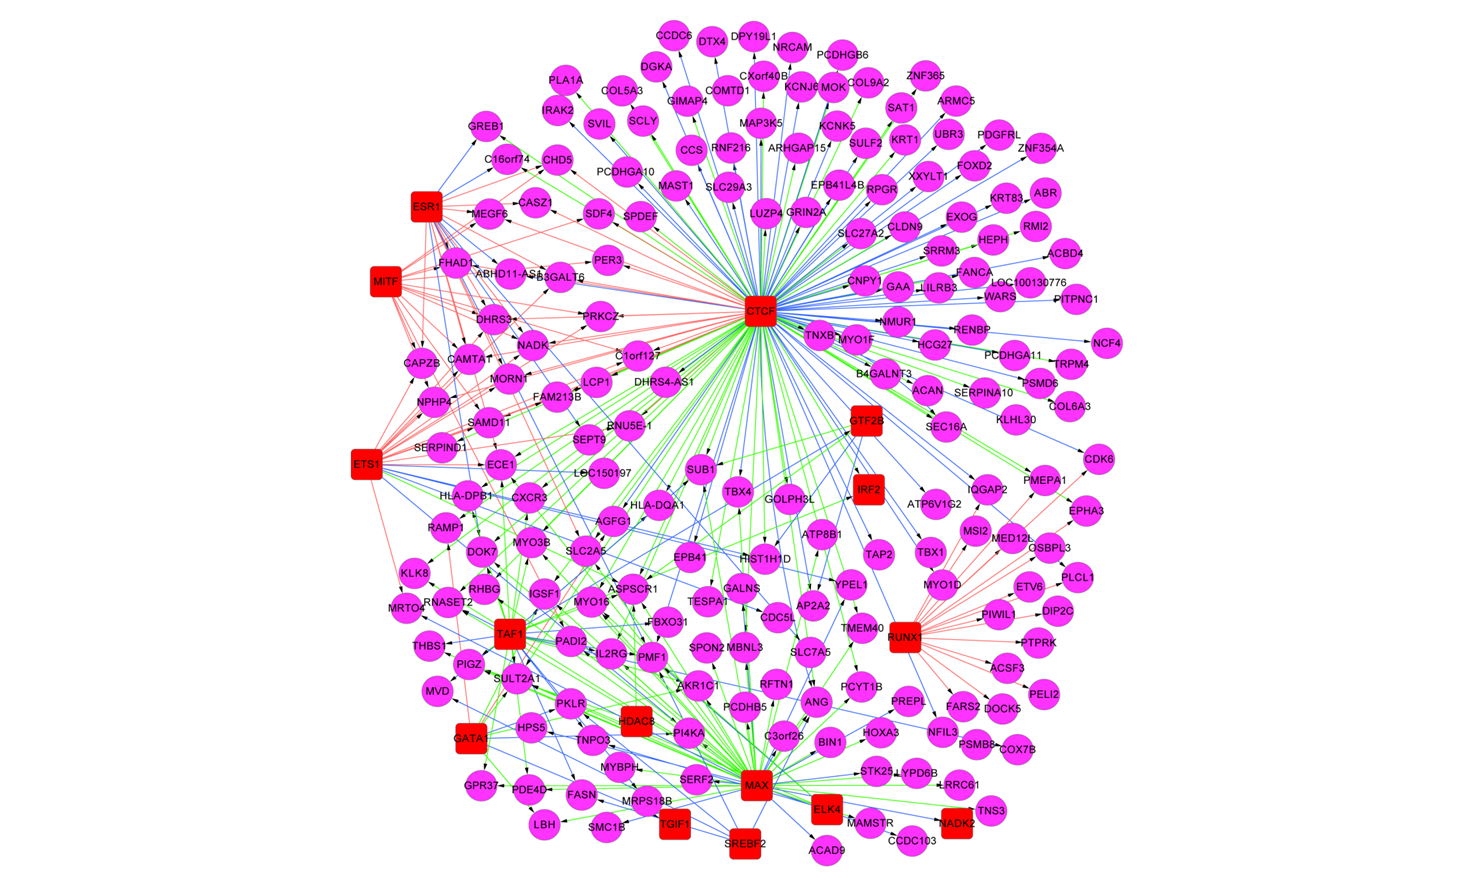 CCDC6
DTX4
DPY19L1
NRCAM
PCDHGB6
DGKA
CXorf40B
ZNF365
PLA1A
COL5A3
GIMAP4
COMTD1
KCNJ6
MOK
COL9A2
IRAK2
SVIL
SCLY
MAP3K5
KCNK5
SAT1
ARMC5
GREB1
CCS
RNF216
ARHGAP15
SULF2
KRT1
UBR3
PDGFRL
ZNF354A
C16orf74
CHD5
PCDHGA10
MAST1
SLC29A3
EPB41L4B
RPGR
XXYLT1
FOXD2
ESR1
MEGF6
CASZ1
SDF4
SPDEF
LUZP4
GRIN2A
KRT83
ABR
SLC27A2
CLDN9
EXOG
RMI2
HEPH
SRRM3
ACBD4
MITF
FHAD1
ABHD11-AS1
B3GALT6
PER3
CNPY1
GAA
LILRB3
FANCA
LOC100130776
WARS
PITPNC1
CTCF
DHRS3
PRKCZ
NMUR1
RENBP
NADK
TNXB
MYO1F
HCG27
NCF4
CAPZB
CAMTA1
C1orf127
PCDHGA11
TRPM4
MORN1
LCP1
DHRS4-AS1
B4GALNT3
ACAN
SERPINA10
PSMD6
NPHP4
FAM213B
COL6A3
SAMD11
RNU5E-1
GTF2B
SEC16A
KLHL30
SERPIND1
SEPT9
ETS1
ECE1
LOC150197
SUB1
CDK6
HLA-DPB1
CXCR3
HLA-DQA1
TBX4
GOLPH3L
IRF2
ATP6V1G2
IQGAP2
PMEPA1
EPHA3
RAMP1
AGFG1
ATP8B1
MSI2
MED12L
DOK7
MYO3B
SLC2A5
EPB41
HIST1H1D
TAP2
TBX1
OSBPL3
KLK8
RHBG
IGSF1
ASPSCR1
GALNS
YPEL1
MYO1D
PLCL1
MRTO4
RNASET2
MYO16
TESPA1
CDC5L
AP2A2
ETV6
PIWIL1
DIP2C
TAF1
FBXO31
TMEM40
RUNX1
THBS1
PADI2
IL2RG
PMF1
SPON2
MBNL3
SLC7A5
PTPRK
PIGZ
SULT2A1
AKR1C1
RFTN1
PCYT1B
ACSF3
MVD
PKLR
PCDHB5
ANG
PREPL
FARS2
DOCK5
PELI2
GATA1
HPS5
TNPO3
HDAC8
PI4KA
C3orf26
BIN1
HOXA3
NFIL3
PSMB8
COX7B
GPR37
PDE4D
FASN
MYBPH
SERF2
MAX
STK25
LYPD6B
LRRC61
MRPS18B
ELK4
TNS3
LBH
SMC1B
TGIF1
SREBF2
MAMSTR
NADK2
CCDC103
ACAD9